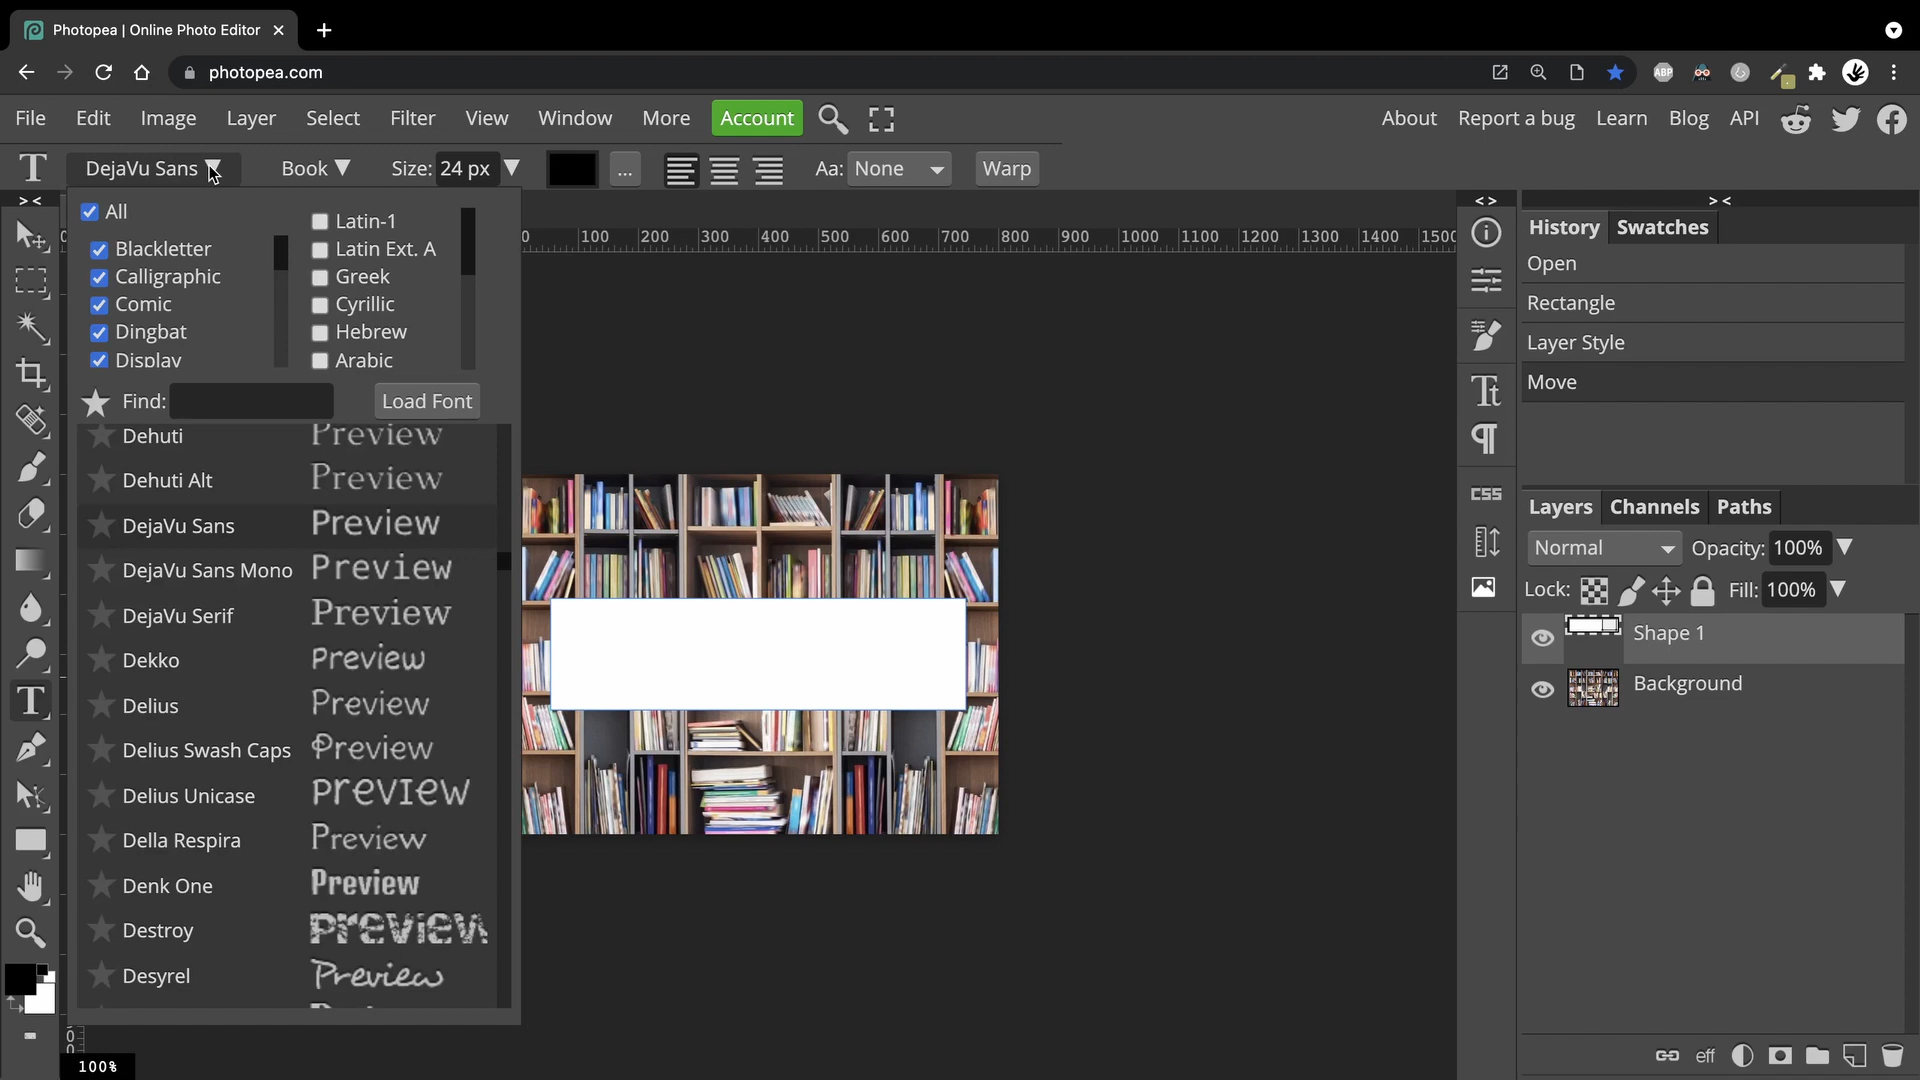 Photopea | Online Photo Editor
photopea.com
ABP
File Edit Image Layer Select Filter View Window More Account About Report a bug Learn Blog API
T DejaVu Sans Book Size: 24 px ... Aa: None Warp
> < < > > <
All
Blackletter
Calligraphic
Comic
Dingbat
Display
Latin-1
Latin Ext. A
Greek
Cyrillic
Hebrew
Arabic
Find: Load Font
Dehuti Preview
Dehuti Alt Preview
DejaVu Sans Preview
DejaVu Sans Mono Preview
DejaVu Serif Preview
Dekko Preview
Delius Preview
Delius Swash Caps Preview
Delius Unicase Preview
Della Respira Preview
Denk One Preview
Destroy Preview
Desyrel Preview
0 100 200 300 400 500 600 700 800 900 1000 1100 1200 1300 1400 1500
T
100%
Tt
¶
CSS
History Swatches
Open
Rectangle
Layer Style
Move
Layers Channels Paths
Normal Opacity: 100%
Lock: Fill: 100%
Shape 1
Background
eff